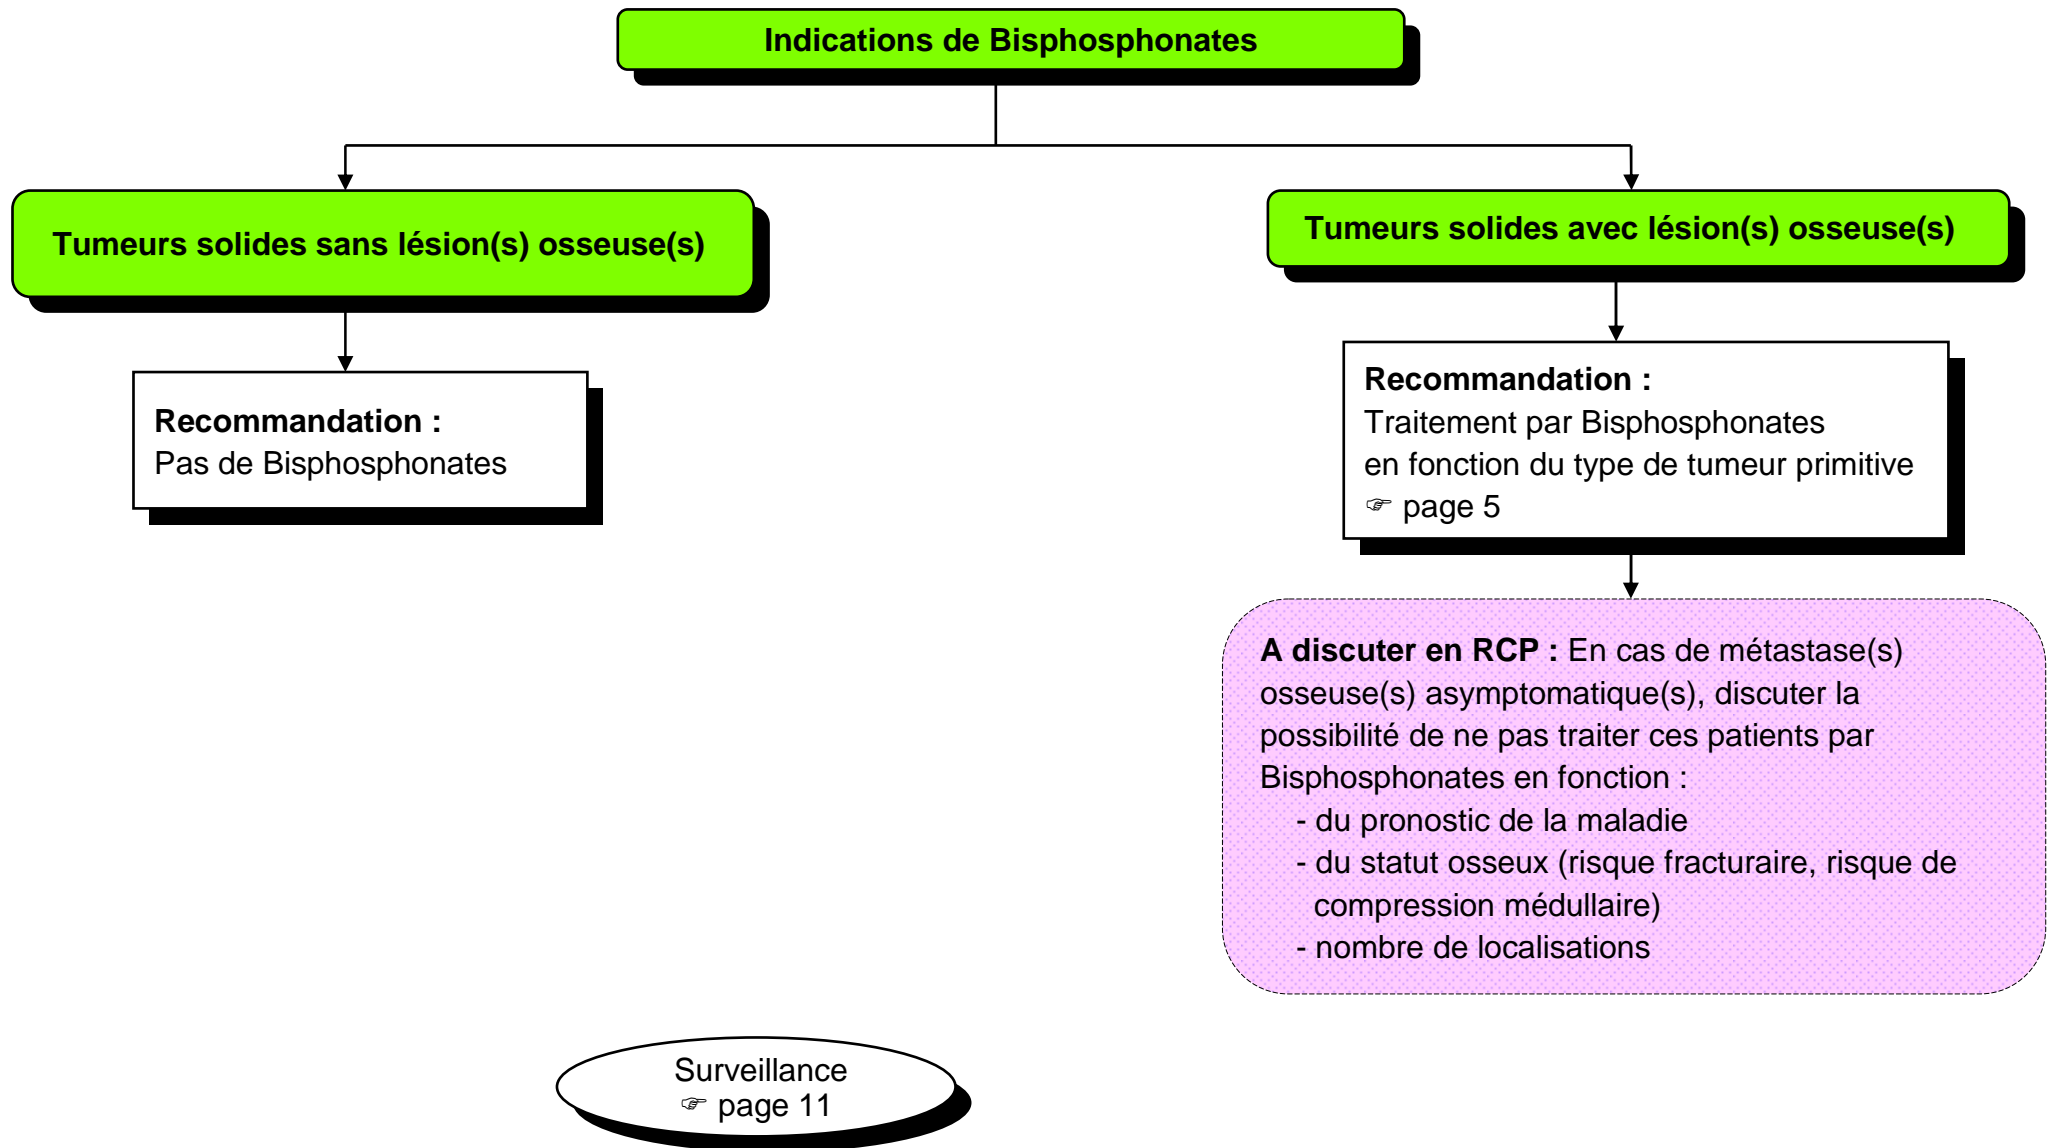 Indications de Bisphosphonates
Tumeurs solides sans lésion(s) osseuse(s)
Recommandation :
Pas de Bisphosphonates
Tumeurs solides avec lésion(s) osseuse(s)
Recommandation :
Traitement par Bisphosphonates
en fonction du type de tumeur primitive
☞ page 5
A discuter en RCP : En cas de métastase(s)
osseuse(s) asymptomatique(s), discuter la
possibilité de ne pas traiter ces patients par
Bisphosphonates en fonction :
- du pronostic de la maladie
- du statut osseux (risque fracturaire, risque de
compression médullaire)
- nombre de localisations
Surveillance
☞ page 11